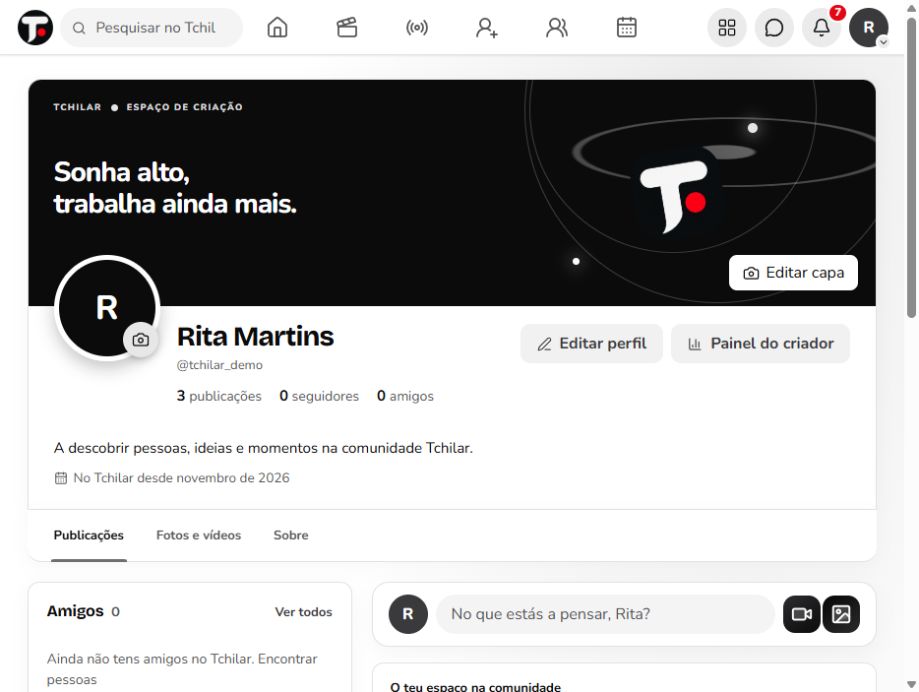 Pesquisar no Tchil
7
R
TCHILAR ● ESPAÇO DE CRIAÇÃO
Sonha alto,
trabalha ainda mais.
T
Editar capa
R
Rita Martins
@tchilar_demo
3 publicações 0 seguidores 0 amigos
Editar perfil
Painel do criador
A descobrir pessoas, ideias e momentos na comunidade Tchilar.
No Tchilar desde novembro de 2026
Publicações Fotos e vídeos Sobre
Amigos 0 Ver todos
Ainda não tens amigos no Tchilar. Encontrar
pessoas
R
No que estás a pensar, Rita?
O teu espaço na comunidade